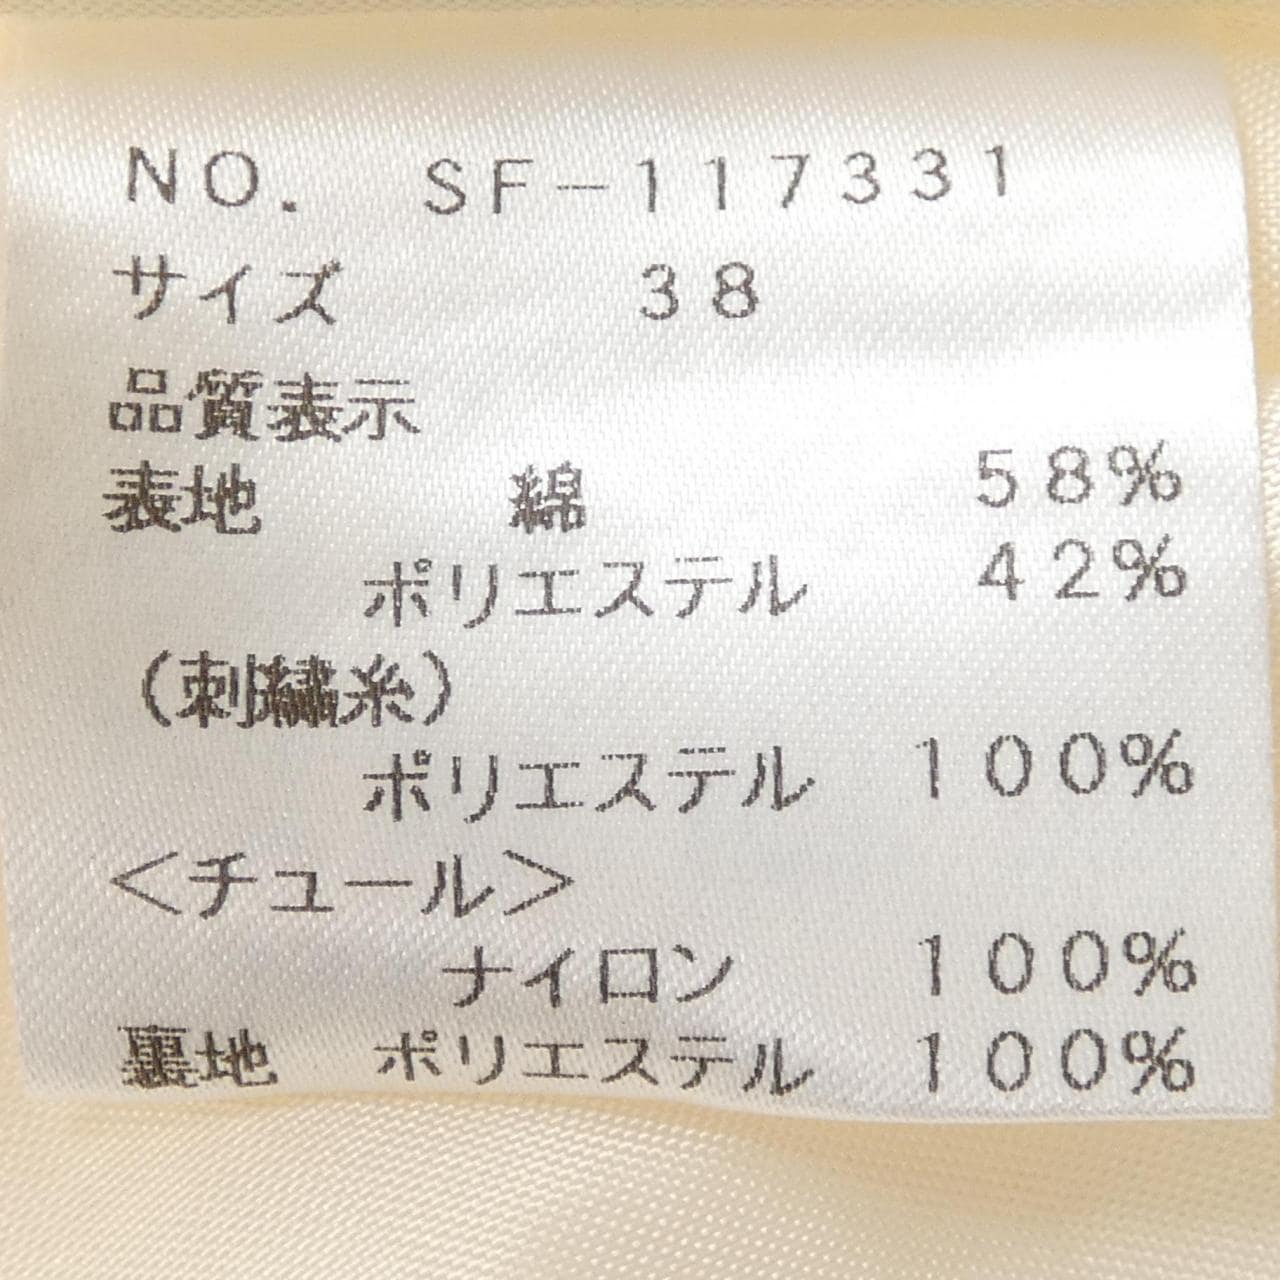 NO. SF-117331
サイズ 38
品質表示
表地 綿 58%
ポリエステル 42%
(刺繍糸)
ポリエステル 100%
<チュール>
ナイロン 100%
裏地 ポリエステル 100%